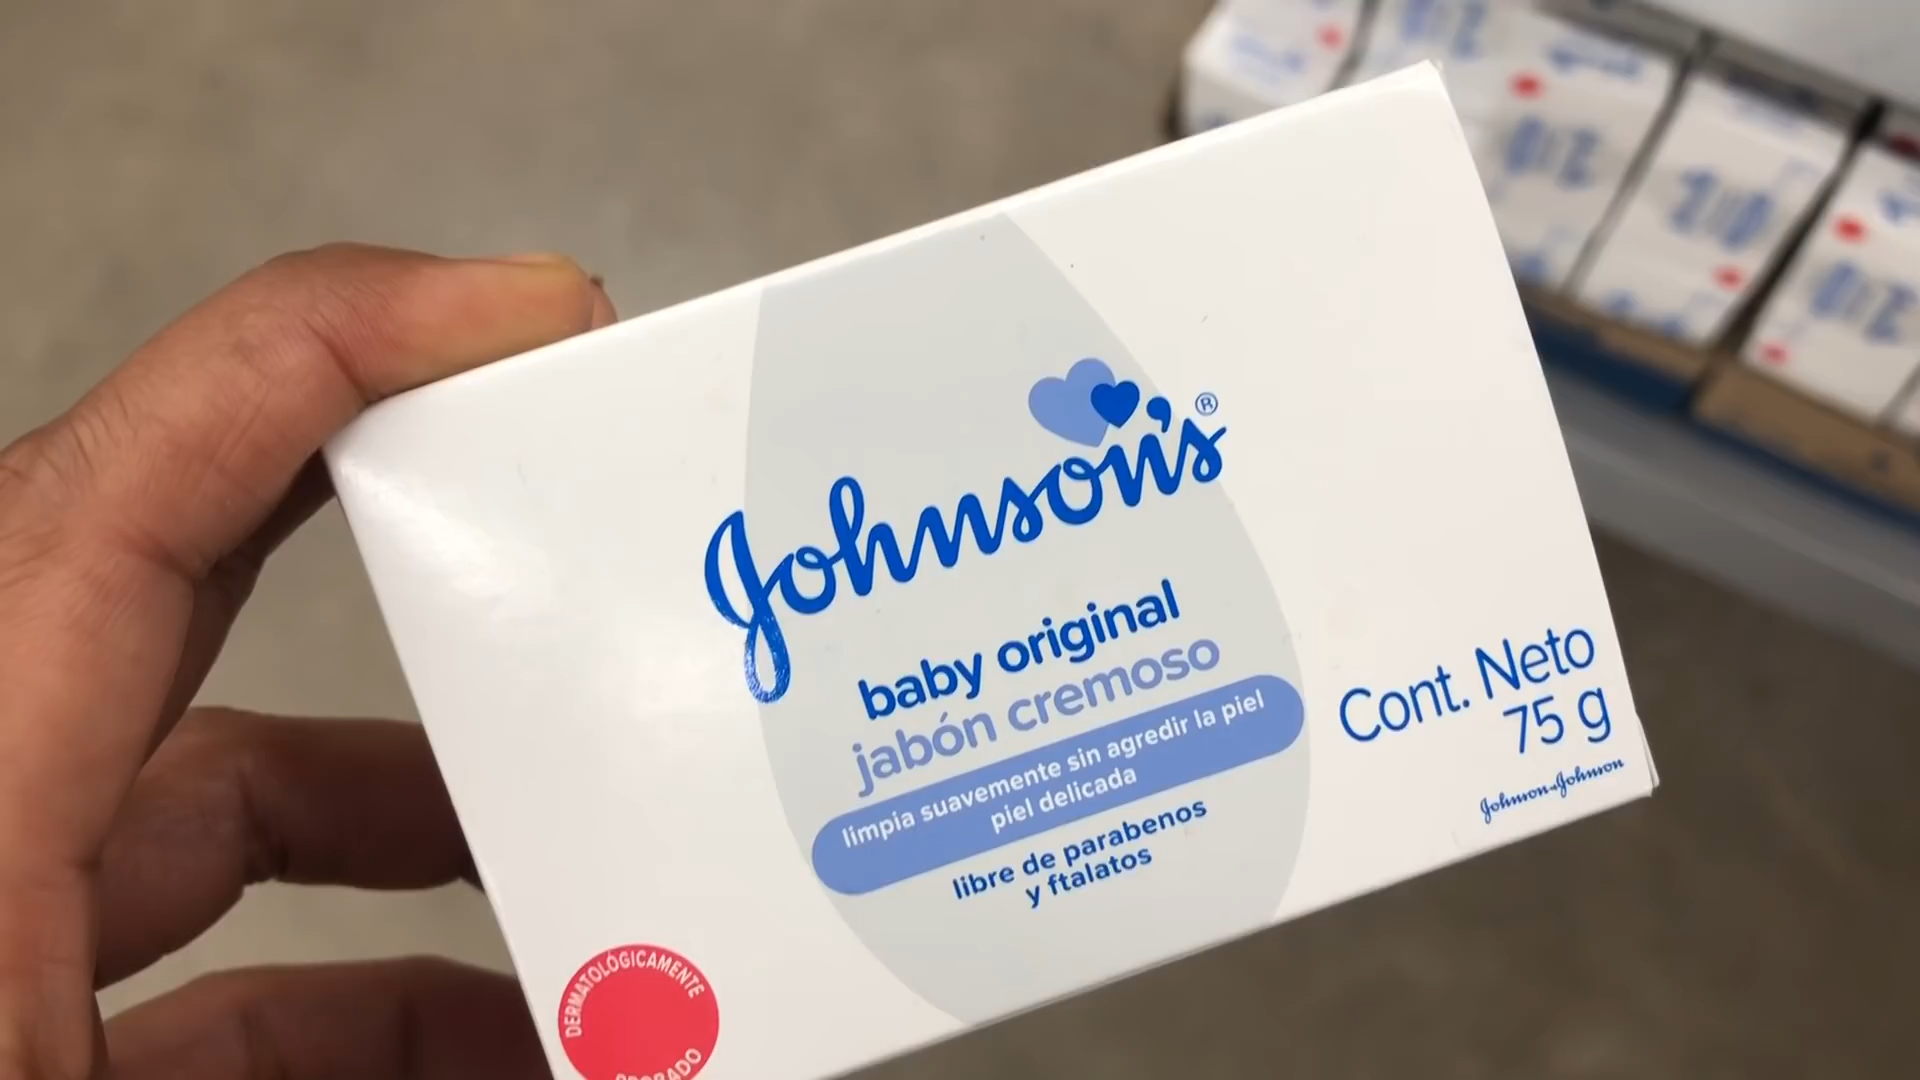 Johnson's®
baby original
jabón cremoso
limpia suavemente sin agredir la piel
piel delicada
libre de parabenos
y ftalatos
Cont. Neto
75 g
Johnson & Johnson
DERMATOLÓGICAMENTE